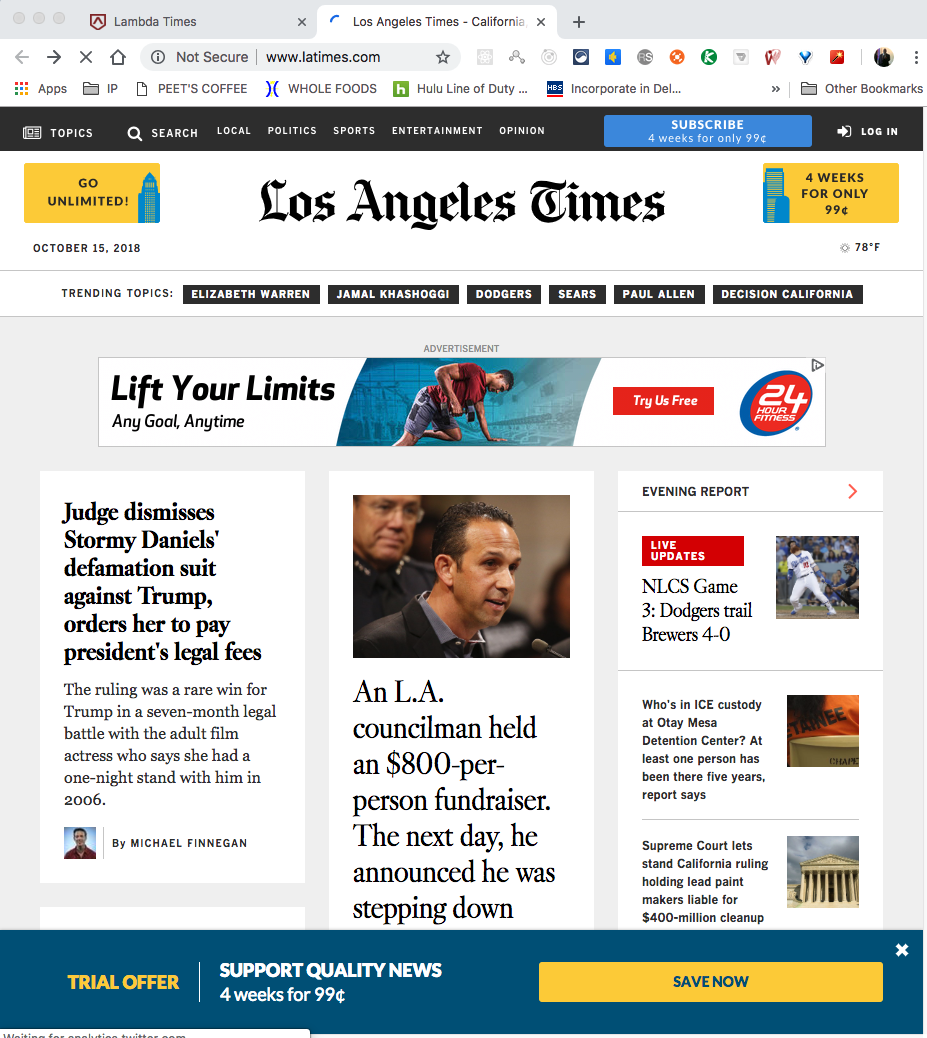 Lambda Times
Los Angeles Times - California,
Not Secure
www.latimes.com
Apps
IP
PEET'S COFFEE
WHOLE FOODS
Hulu Line of Duty ...
HBS
Incorporate in Del...
»
Other Bookmarks
TOPICS
SEARCH
LOCAL
POLITICS
SPORTS
ENTERTAINMENT
OPINION
SUBSCRIBE
4 weeks for only 99¢
LOG IN
GO
UNLIMITED!
Los Angeles Times
4 WEEKS
FOR ONLY
99¢
OCTOBER 15, 2018
78°F
TRENDING TOPICS:
ELIZABETH WARREN
JAMAL KHASHOGGI
DODGERS
SEARS
PAUL ALLEN
DECISION CALIFORNIA
ADVERTISEMENT
Lift Your Limits
Any Goal, Anytime
Try Us Free
24
HOUR
FITNESS
Judge dismisses
Stormy Daniels'
defamation suit
against Trump,
orders her to pay
president's legal fees
The ruling was a rare win for
Trump in a seven-month legal
battle with the adult film
actress who says she had a
one-night stand with him in
2006.
By MICHAEL FINNEGAN
An L.A.
councilman held
an $800-per-
person fundraiser.
The next day, he
announced he was
stepping down
EVENING REPORT
LIVE
UPDATES
NLCS Game
3: Dodgers trail
Brewers 4-0
Who's in ICE custody
at Otay Mesa
Detention Center? At
least one person has
been there five years,
report says
Supreme Court lets
stand California ruling
holding lead paint
makers liable for
$400-million cleanup
TRIAL OFFER
SUPPORT QUALITY NEWS
4 weeks for 99¢
SAVE NOW
Waiting for analytics.twitter.com